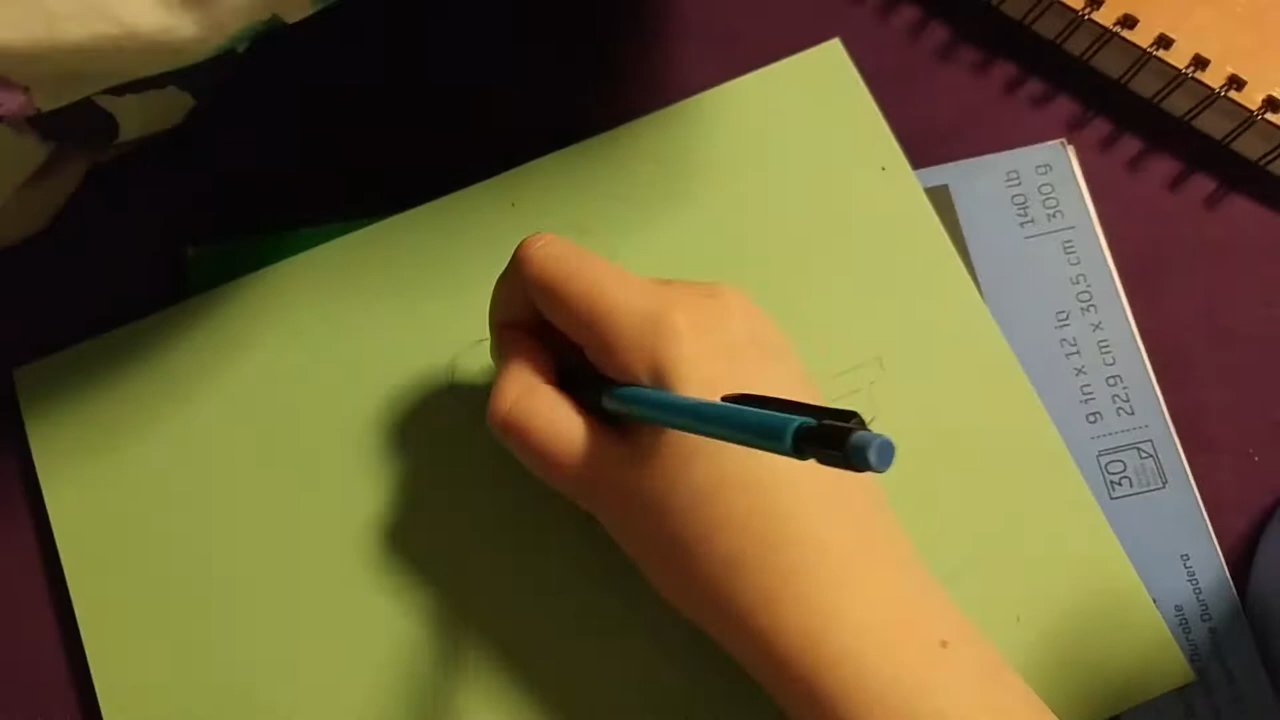 140 lb
300 g
9 in x 12 in
22,9 cm x 30,5 cm
30
Durable
Duradera